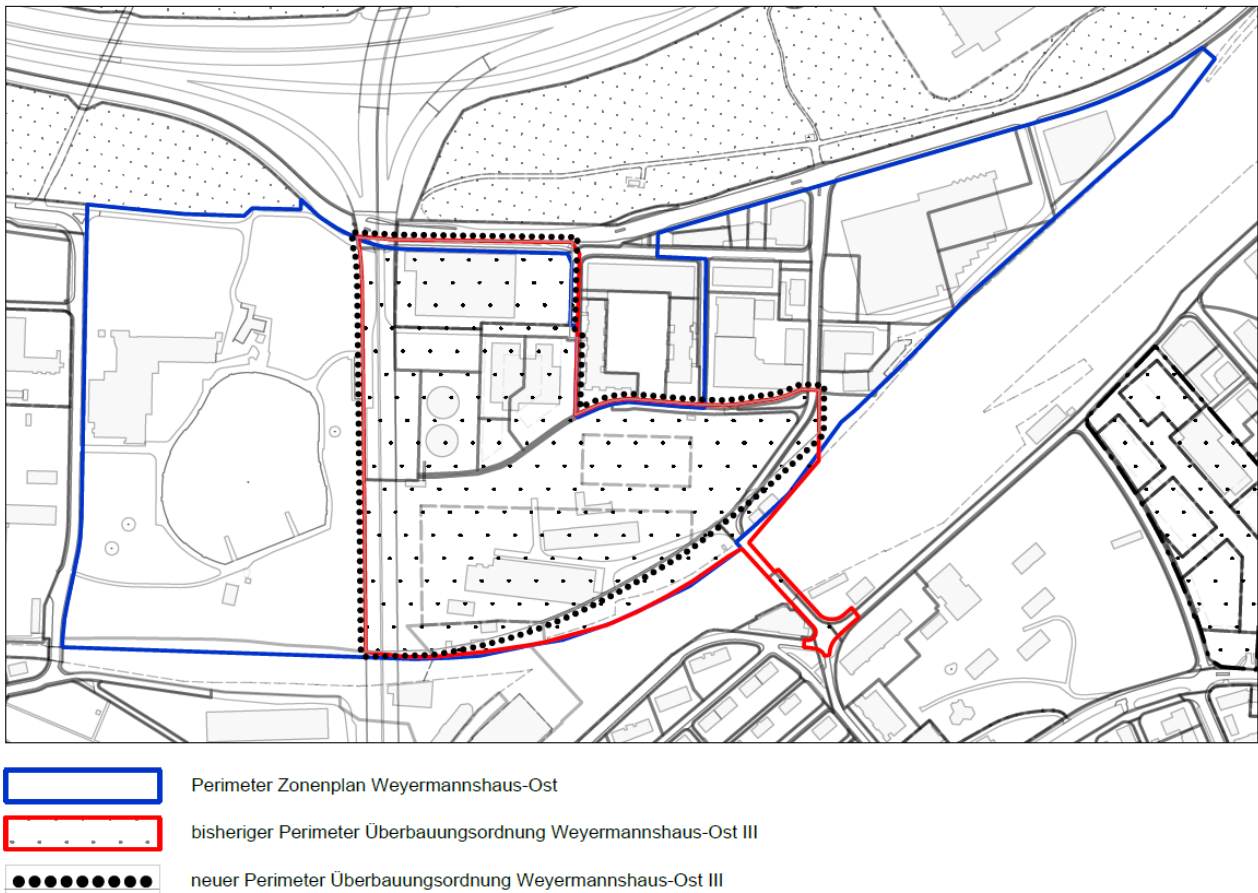 Perimeter Zonenplan Weyermannshaus-Ost
bisheriger Perimeter Überbauungsordnung Weyermannshaus-Ost III
neuer Perimeter Überbauungsordnung Weyermannshaus-Ost III